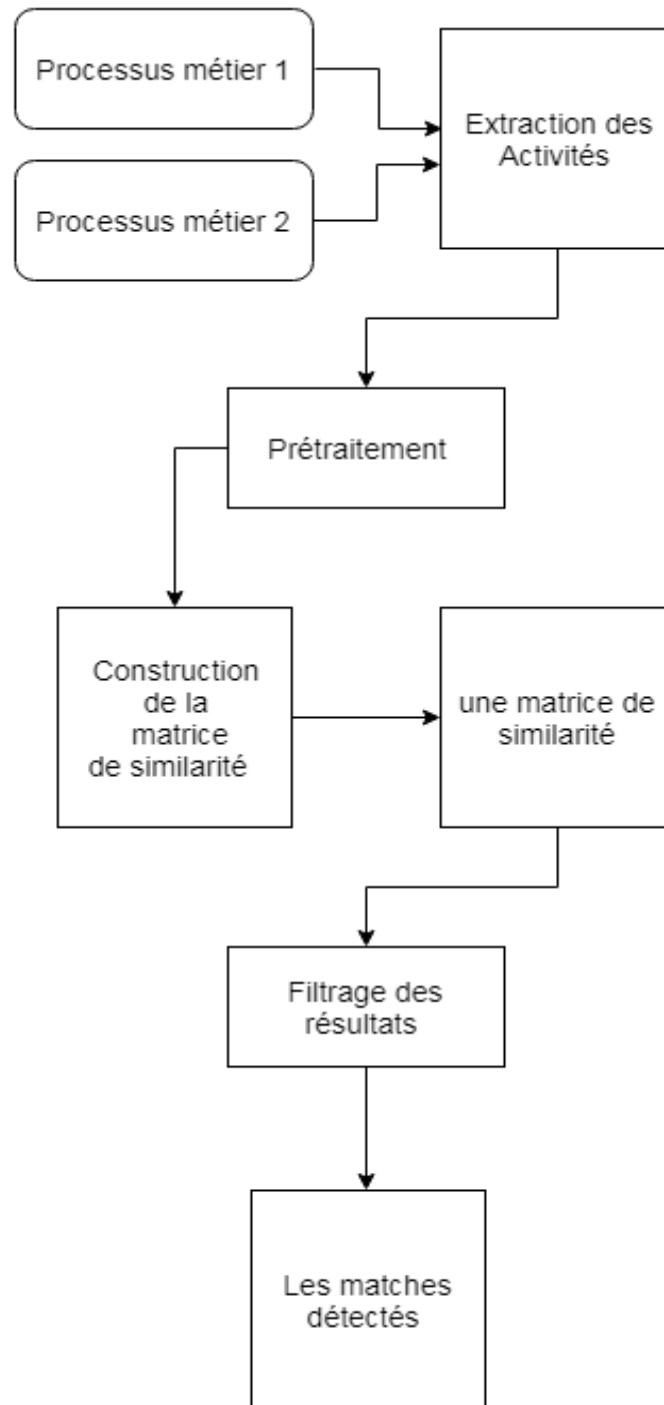 Processus métier 1
Processus métier 2
Extraction des
Activités
Prétraitement
Construction
de la
matrice
de similarité
une matrice de
similarité
Filtrage des
résultats
Les matches
détectés